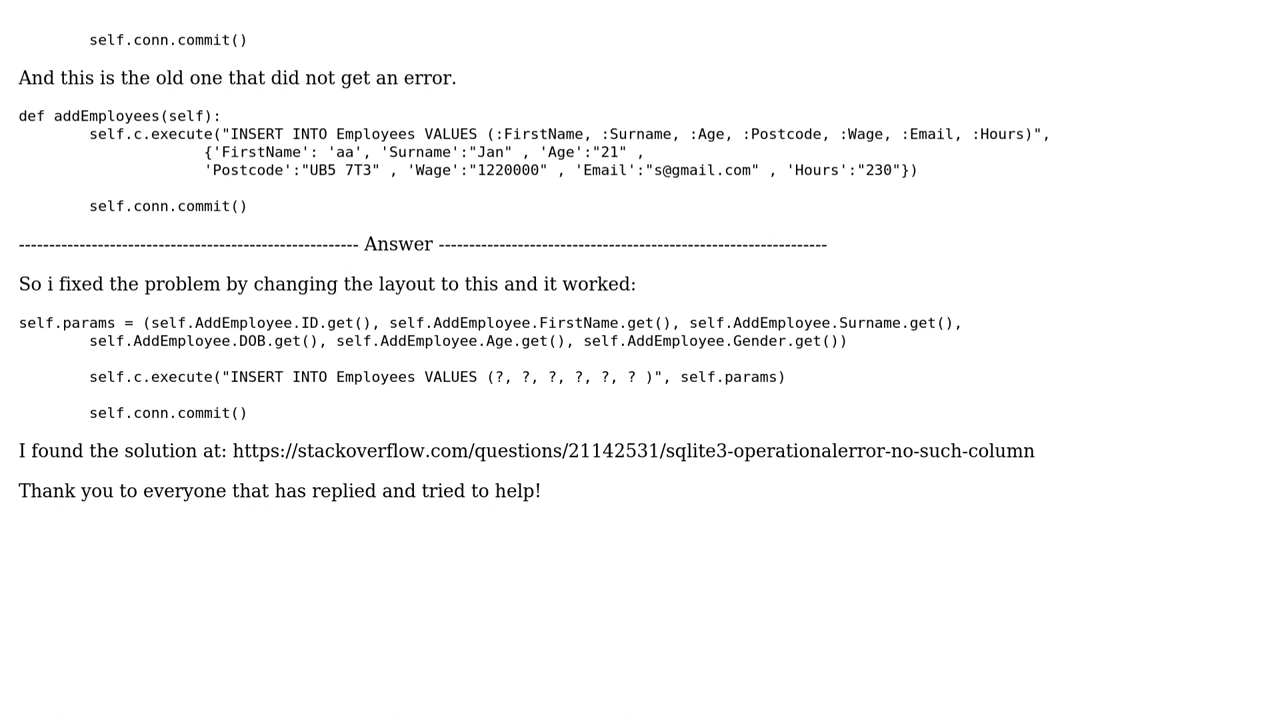 self.conn.commit()
And this is the old one that did not get an error.
def addEmployees(self):
        self.c.execute("INSERT INTO Employees VALUES (:FirstName, :Surname, :Age, :Postcode, :Wage, :Email, :Hours)",
                     {'FirstName': 'aa', 'Surname':"Jan" , 'Age':"21" ,
                     'Postcode':"UB5 7T3" , 'Wage':"1220000" , 'Email':"s@gmail.com" , 'Hours':"230"})
        self.conn.commit()
-------------------------------------------------------- Answer ----------------------------------------------------------------
So i fixed the problem by changing the layout to this and it worked:
self.params = (self.AddEmployee.ID.get(), self.AddEmployee.FirstName.get(), self.AddEmployee.Surname.get(),
        self.AddEmployee.DOB.get(), self.AddEmployee.Age.get(), self.AddEmployee.Gender.get())
        self.c.execute("INSERT INTO Employees VALUES (?, ?, ?, ?, ?, ? )", self.params)
        self.conn.commit()
I found the solution at: https://stackoverflow.com/questions/21142531/sqlite3-operationalerror-no-such-column
Thank you to everyone that has replied and tried to help!